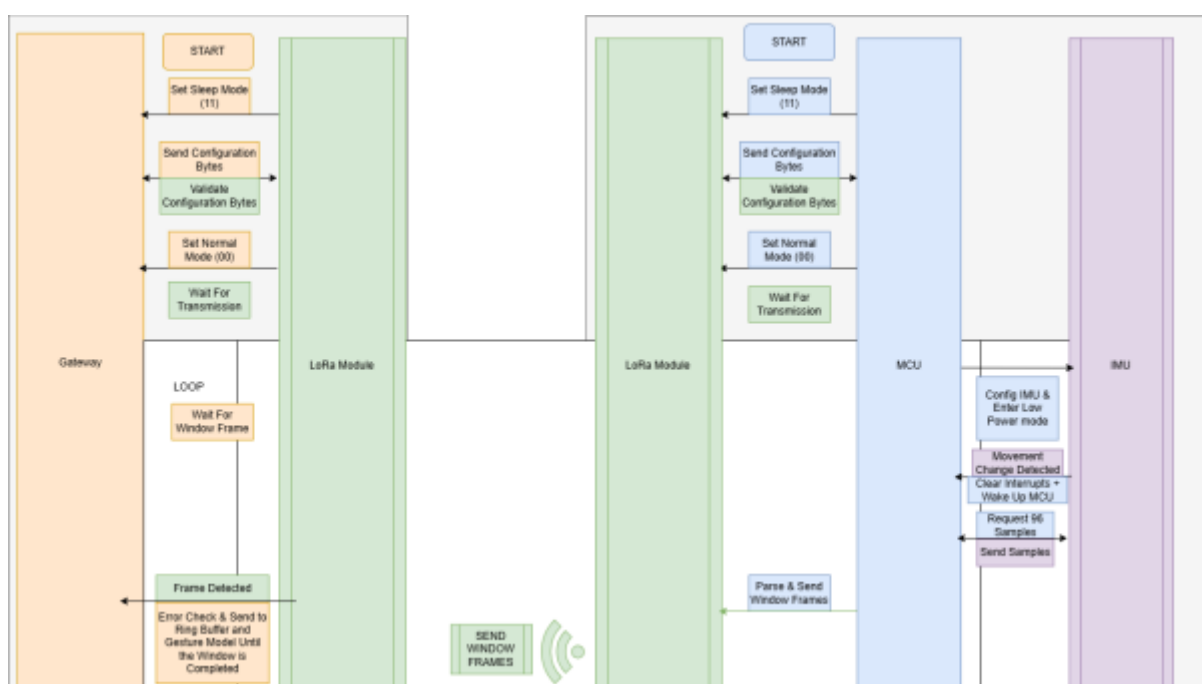 START
Set Sleep Mode
(11)
Send Configuration
Bytes
Validate
Configuration Bytes
Set Normal
Mode (00)
Wait For
Transmission
Gateway
LoRa Module
LOOP
Wait For
Window Frame
Frame Detected
Error Check & Send to
Ring Buffer and
Gesture Model Until
the Window is
Completed
SEND
WINDOW
FRAMES
START
Set Sleep Mode
(11)
Send Configuration
Bytes
Validate
Configuration Bytes
Set Normal
Mode (00)
Wait For
Transmission
LoRa Module
MCU
IMU
Config IMU &
Enter Low
Power mode
Movement
Change Detected
Clear Interrupts +
Wake Up MCU
Request 96
Samples
Send Samples
Parse & Send
Window Frames